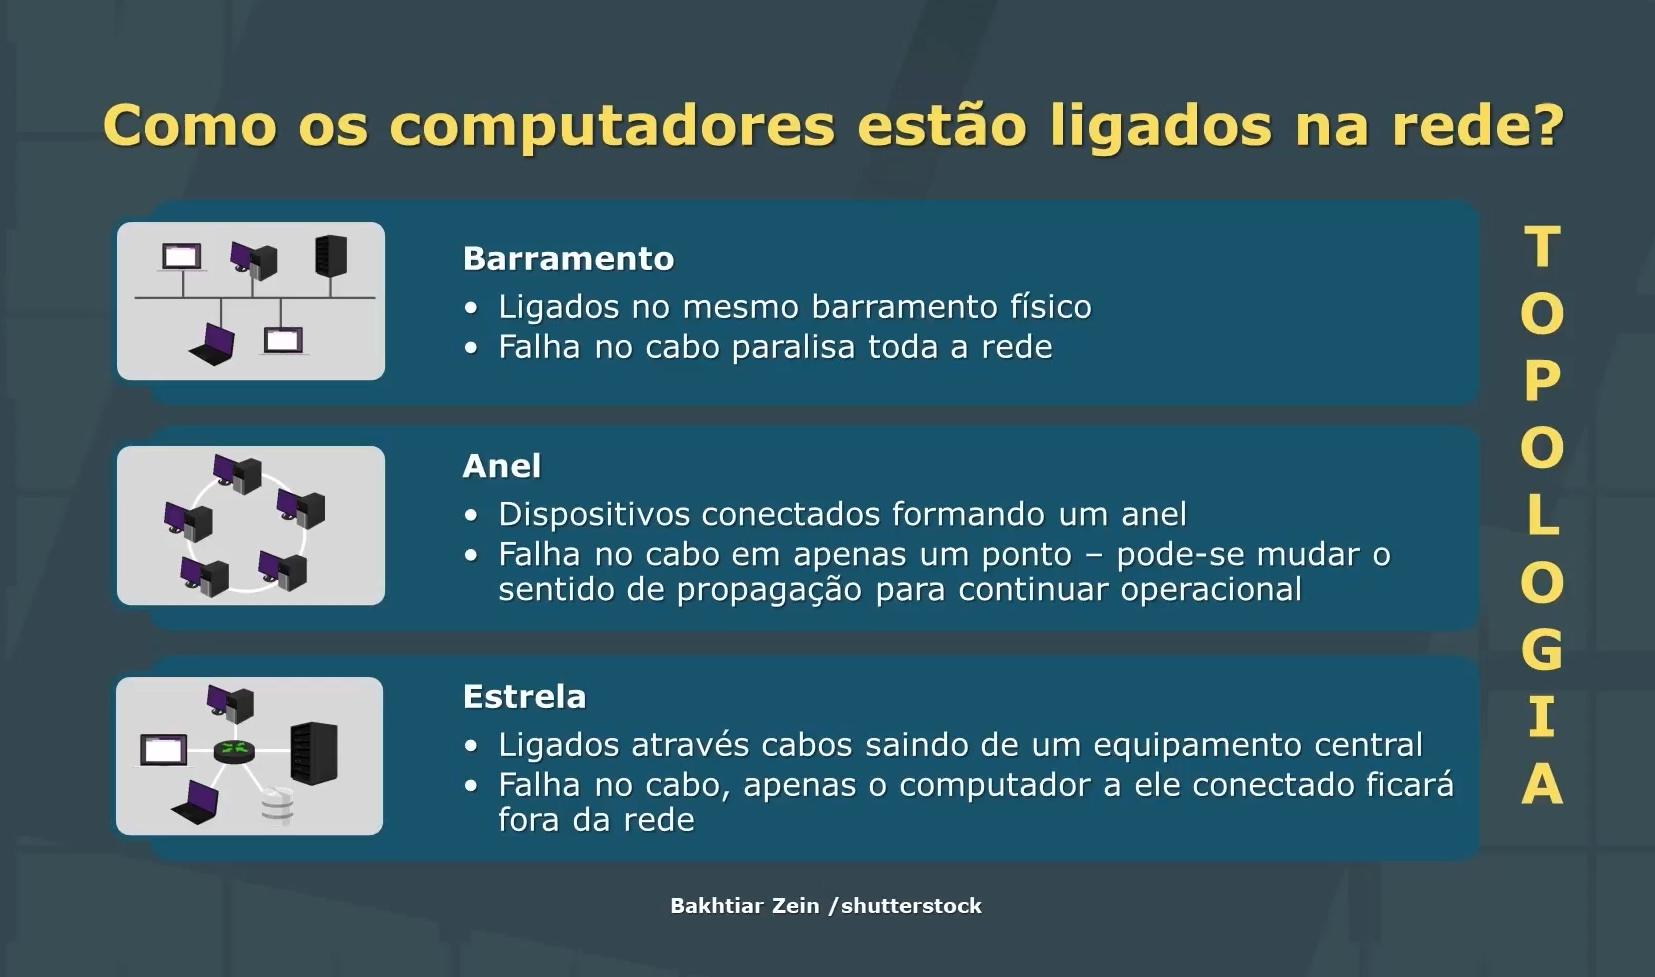 Como os computadores estão ligados na rede?
Barramento
• Ligados no mesmo barramento físico
• Falha no cabo paralisa toda a rede
Anel
• Dispositivos conectados formando um anel
• Falha no cabo em apenas um ponto – pode-se mudar o
sentido de propagação para continuar operacional
Estrela
• Ligados através cabos saindo de um equipamento central
• Falha no cabo, apenas o computador a ele conectado ficará
fora da rede
T
O
P
O
L
O
G
I
A
Bakhtiar Zein /shutterstock